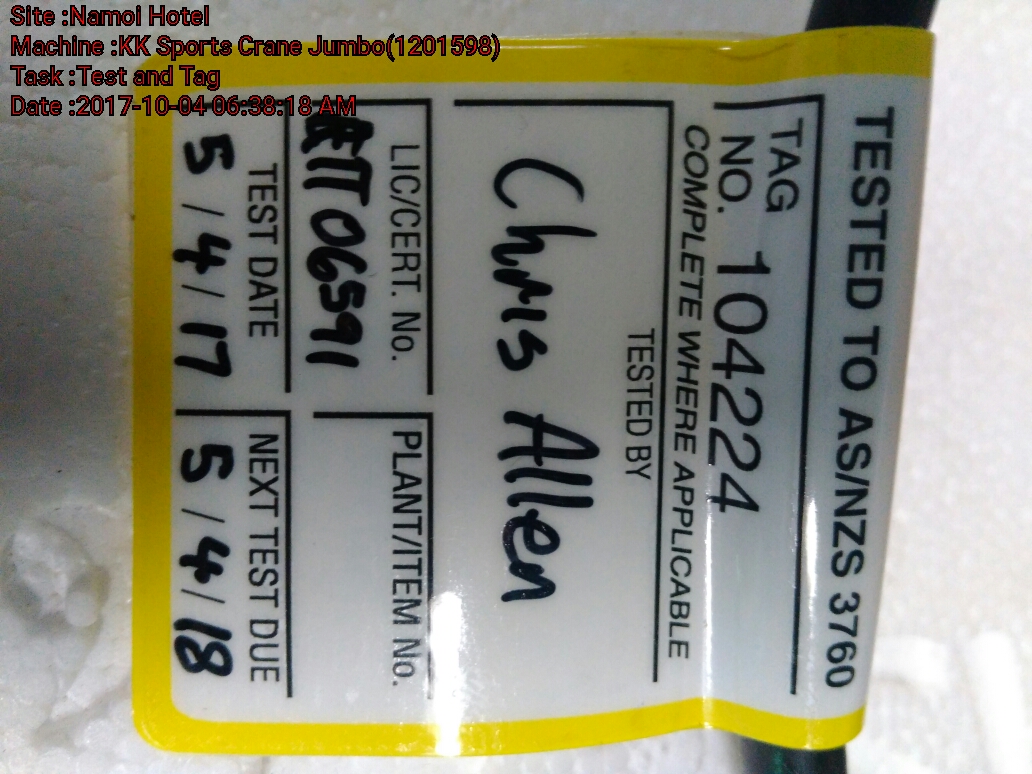 Site :Namoi Hotel
Machine :KK Sports Crane Jumbo(1201598)
Task :Test and Tag
Date :2017-10-04 06:38:18 AM
TESTED TO AS/NZS 3760
TAG
NO. 104224
COMPLETE WHERE APPLICABLE
TESTED BY
Chris Allen
LIC/CERT. No.
PLANT/ITEM No.
TEST DATE
5/4/17
NEXT TEST DUE
5/4/18